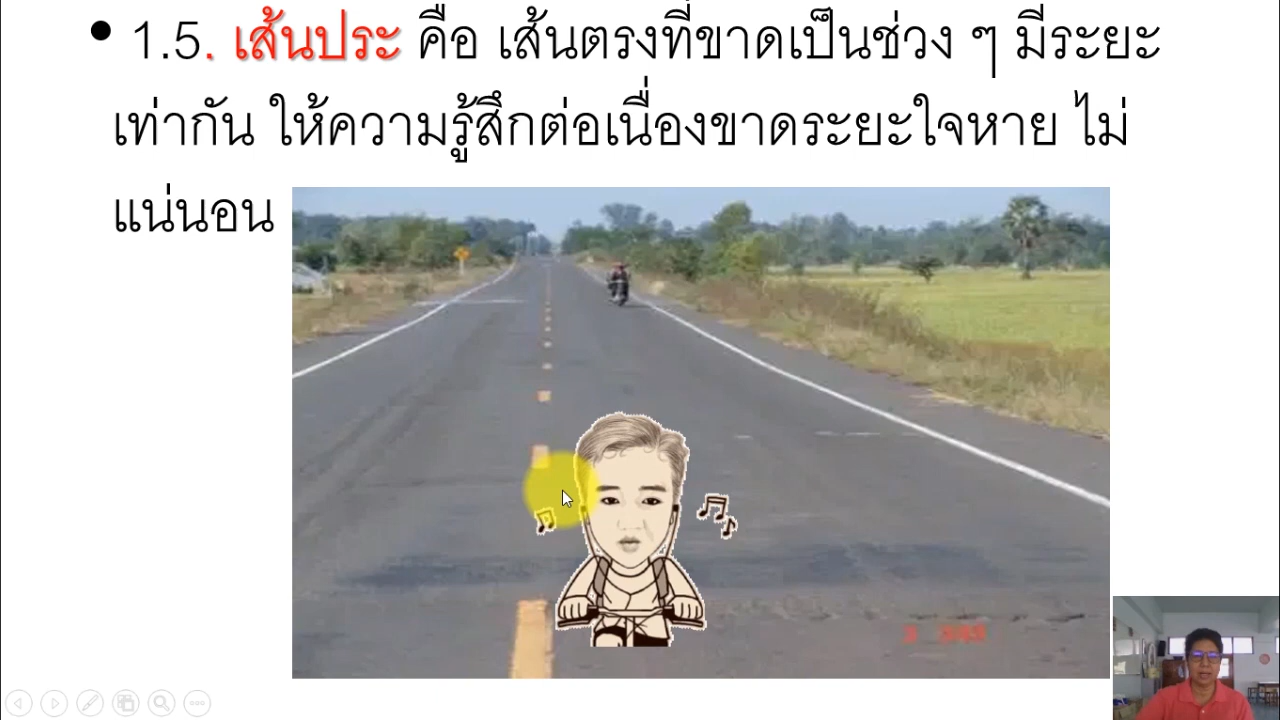 • 1.5. เส้นประ คือ เส้นตรงที่ขาดเป็นช่วง ๆ มีระยะ
เท่ากัน ให้ความรู้สึกต่อเนื่องขาดระยะใจหาย ไม่
แน่นอน